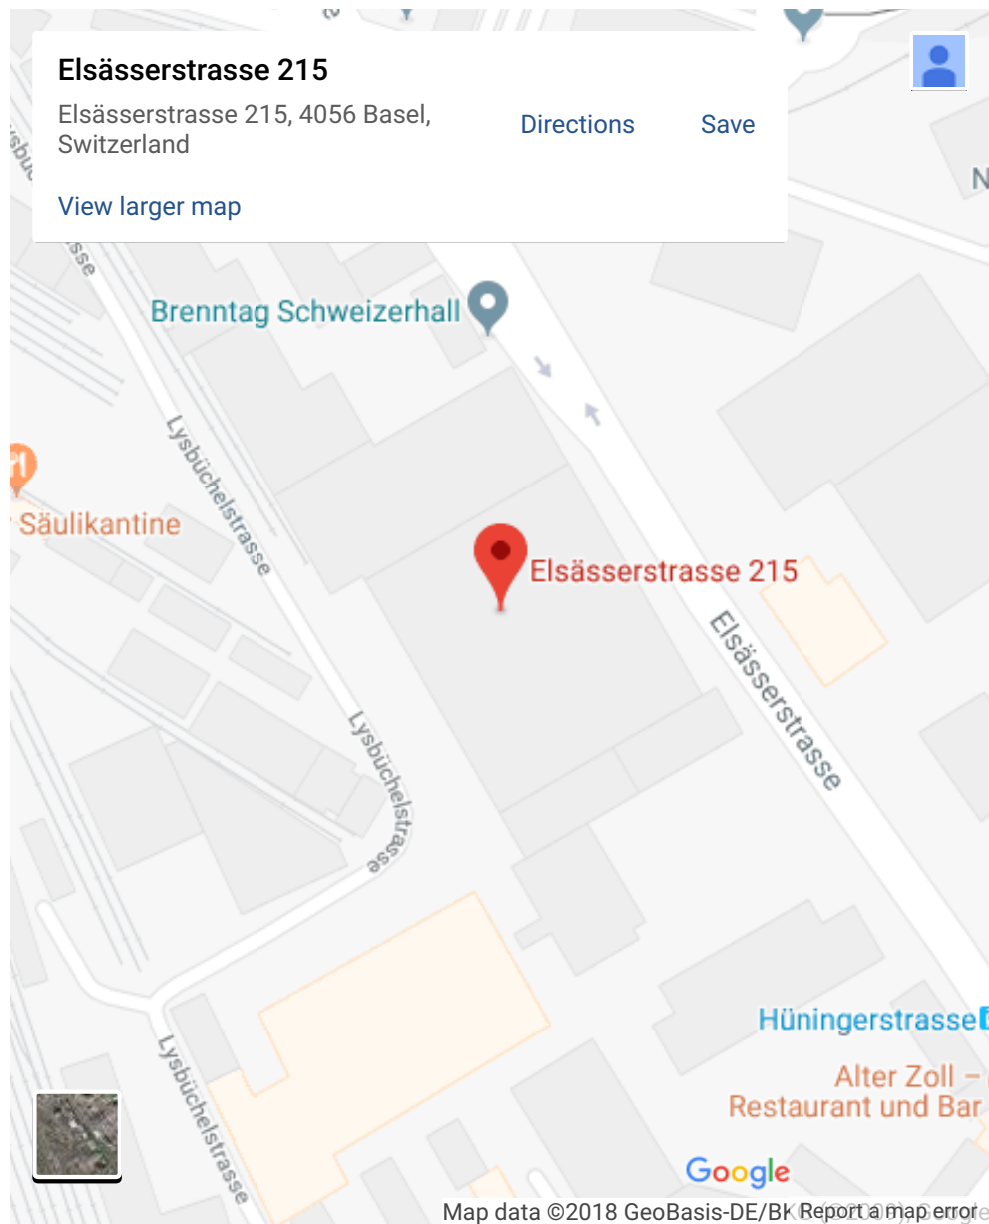 Elsässerstrasse 215
Elsässerstrasse 215, 4056 Basel,
Switzerland
Directions
Save
View larger map
sse
N
Brenntag Schweizerhall
Lysbüchelstrasse
Säulikantine
Elsässerstrasse 215
Elsässerstrasse
Lysbüchelstrasse
Hüningerstrasse
Alter Zoll –
Restaurant und Bar
Lysbüchelstrasse
Google
Map data ©2018 GeoBasis-DE/BK
Report a map error